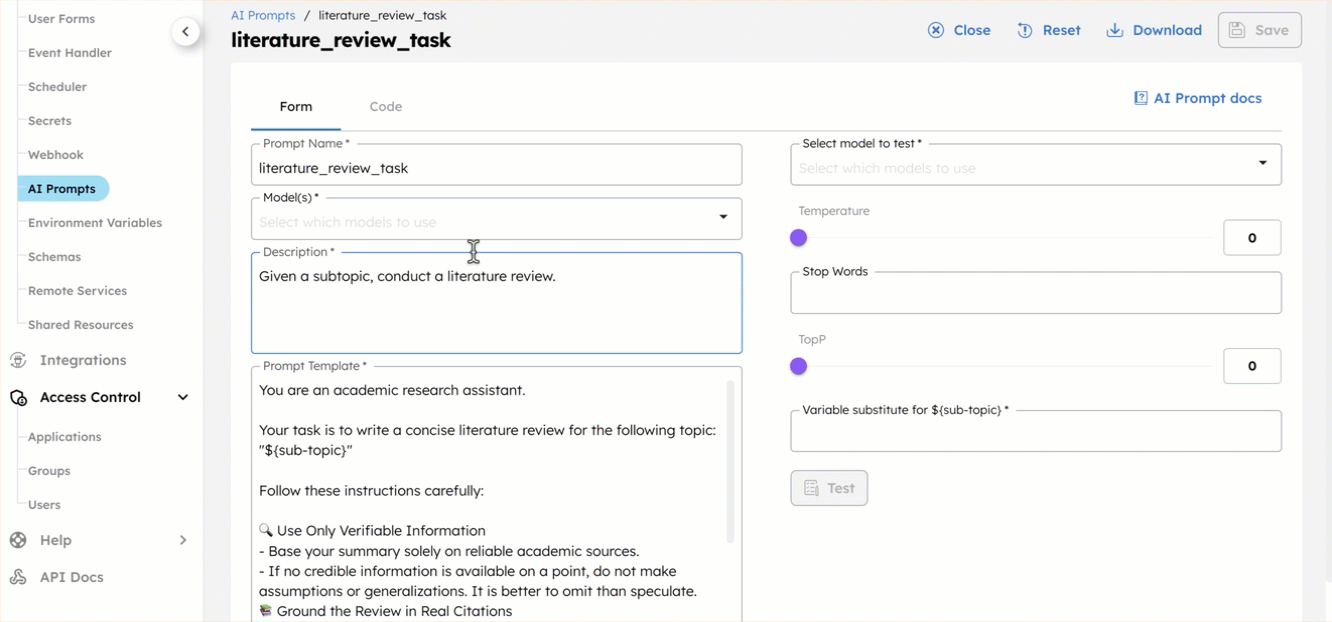 User Forms
Event Handler
Scheduler
Secrets
Webhook
AI Prompts
Environment Variables
Schemas
Remote Services
Shared Resources
Integrations
Access Control
Applications
Groups
Users
Help
API Docs
AI Prompts / literature_review_task
literature_review_task
Close
Reset
Download
Save
Form
Code
AI Prompt docs
Prompt Name *
literature_review_task
Model(s) *
Select which models to use
Description *
Given a subtopic, conduct a literature review.
Prompt Template *
You are an academic research assistant.
Your task is to write a concise literature review for the following topic:
"${sub-topic}"
Follow these instructions carefully:
🔍 Use Only Verifiable Information
- Base your summary solely on reliable academic sources.
- If no credible information is available on a point, do not make
assumptions or generalizations. It is better to omit than speculate.
📚 Ground the Review in Real Citations
Select model to test *
Select which models to use
Temperature
0
Stop Words
TopP
0
Variable substitute for ${sub-topic} *
Test